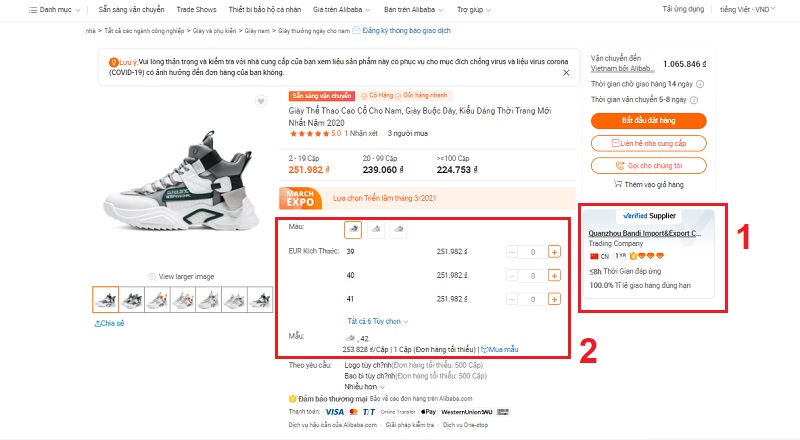 Danh mục
Sẵn sàng vận chuyển
Trade Shows
Thiết bị bảo hộ cá nhân
Giá trên Alibaba
Bán trên Alibaba
Trợ giúp
Tải ứng dụng
tiếng Việt - VND
nhà > Tất cả các ngành công nghiệp > Giày và phụ kiện > Giày nam > Giày thường ngày cho nam
Đăng ký thông báo giao dịch
Lưu ý: Vui lòng thận trọng và kiểm tra với nhà cung cấp của bạn xem liệu sản phẩm này có phục vụ cho mục đích chống virus và liệu virus corona
(COVID-19) có ảnh hưởng đến đơn hàng của bạn không.
Sẵn sàng vận chuyển
Có Hàng
Gửi hàng nhanh
Giày Thể Thao Cao Cổ Cho Nam, Giày Buộc Dây, Kiểu Dáng Thời Trang Mới
Nhất Năm 2020
5.0 1 Nhận xét 3 người mua
2 - 19 Cặp
20 - 99 Cặp
>=100 Cặp
251.982 ₫
239.060 ₫
224.753 ₫
MARCH
EXPO
Lựa chọn Triển lãm tháng 3/2021
Màu:
EUR Kích Thước:
39 251.982 ₫ - 0 +
40 251.982 ₫ - 0 +
41 251.982 ₫ - 0 +
Tất cả 6 Tùy chọn
Mẫu:
, 42
253.828 ₫/Cặp | 1 Cặp (Đơn hàng tối thiểu) | Mua mẫu
2
Theo yêu cầu:
Logo tùy ch?nh(Đơn hàng tối thiểu: 500 Cặp)
Bao bì tùy ch?nh(Đơn hàng tối thiểu: 500 Cặp)
Nhiều hơn
Đảm bảo thương mại Bảo vệ các đơn hàng trên Alibaba.com
Thanh toán:
VISA
T/T
Online Transfer
Pay
WesternUnion WU
Dịch vụ hậu cần của Alibaba.com
Giải pháp kiểm tra
Dịch vụ One-stop
View larger image
Chia sẻ
Vận chuyển đến
1.065.846 ₫
Vietnam bởi Alibab...
Thời gian chờ giao hàng 14 ngày
Thời gian vận chuyển 5-8 ngày
Bắt đầu đặt hàng
Liên hệ nhà cung cấp
Gọi cho chúng tôi
Thêm vào giỏ hàng
1
Verified Supplier
Quanzhou Bandi Import&Export C...
Trading Company
CN
1 YR
≤8h Thời gian đáp ứng
100.0% Tỉ lệ giao hàng đúng hạn